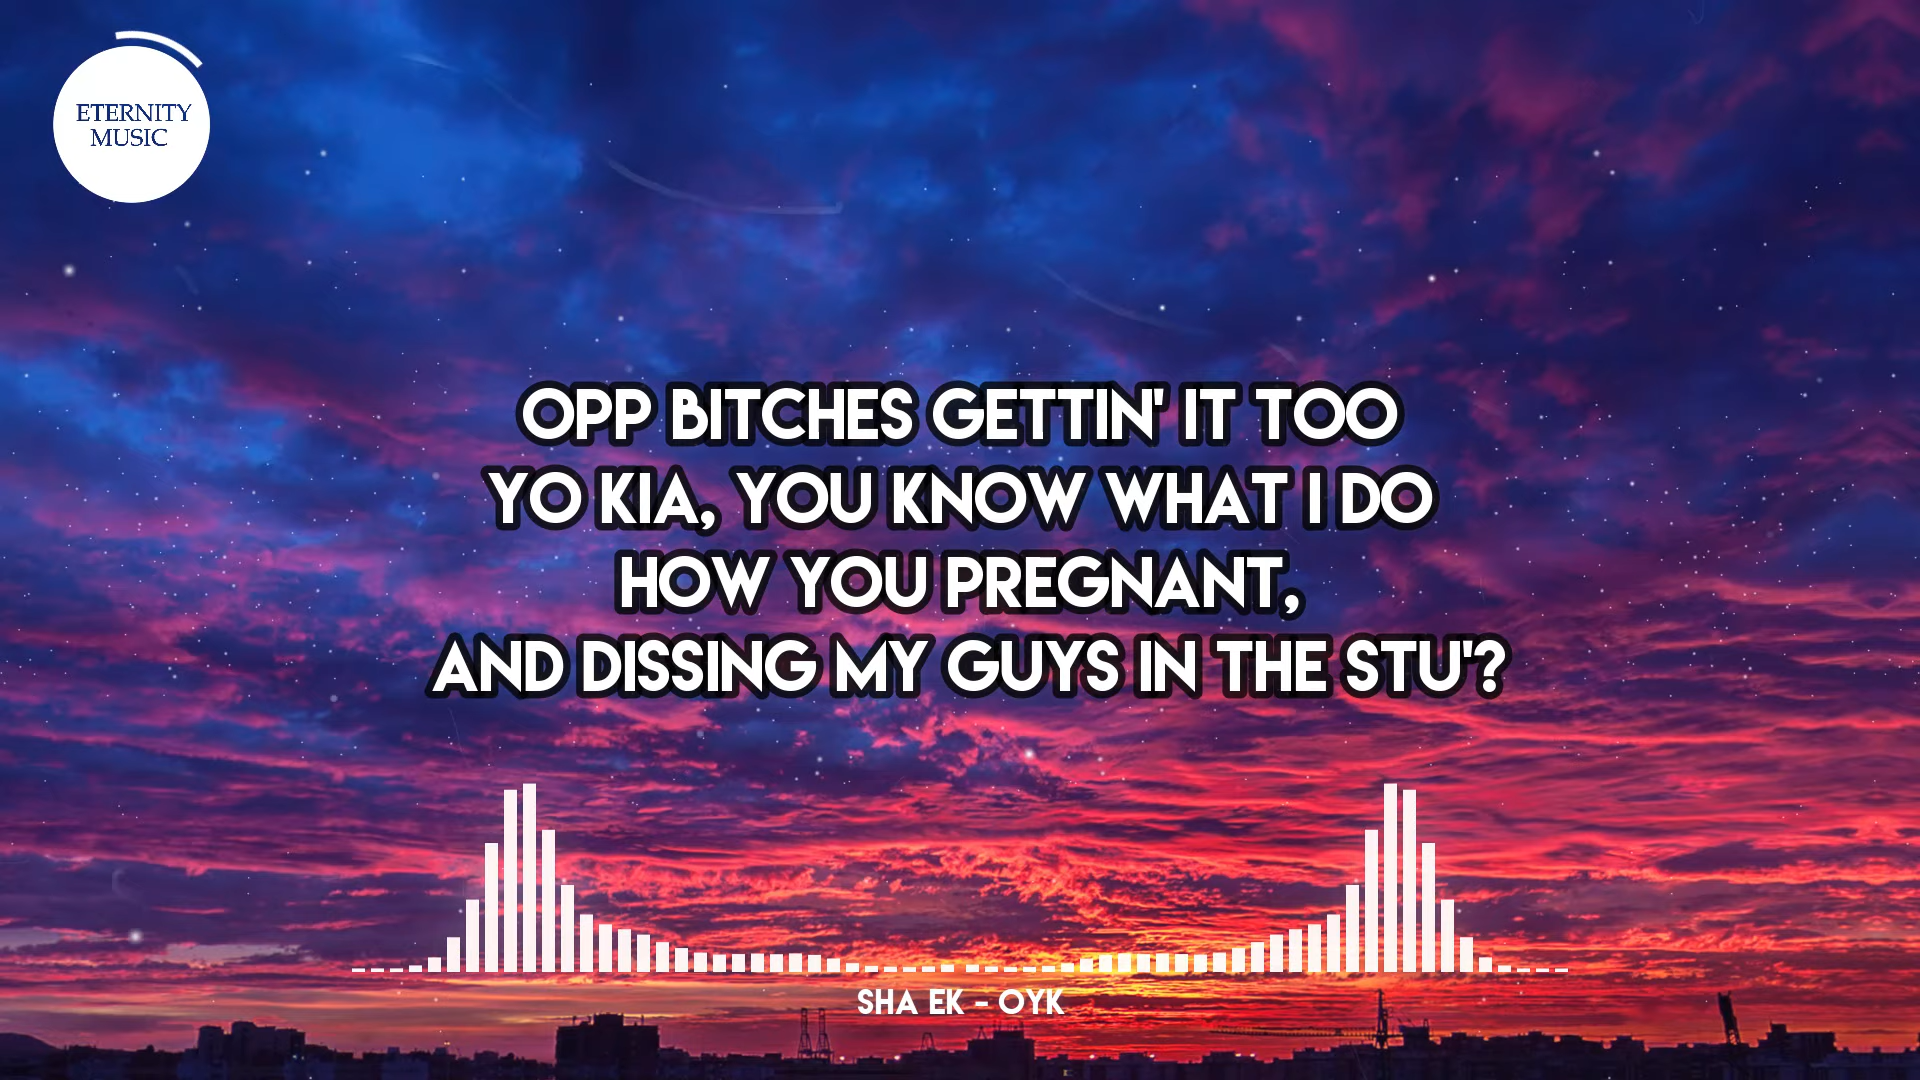 ETERNITY
MUSIC
OPP BITCHES GETTIN' IT TOO
YO KIA, YOU KNOW WHAT I DO
HOW YOU PREGNANT,
AND DISSING MY GUYS IN THE STU'?
SHA EK - OYK